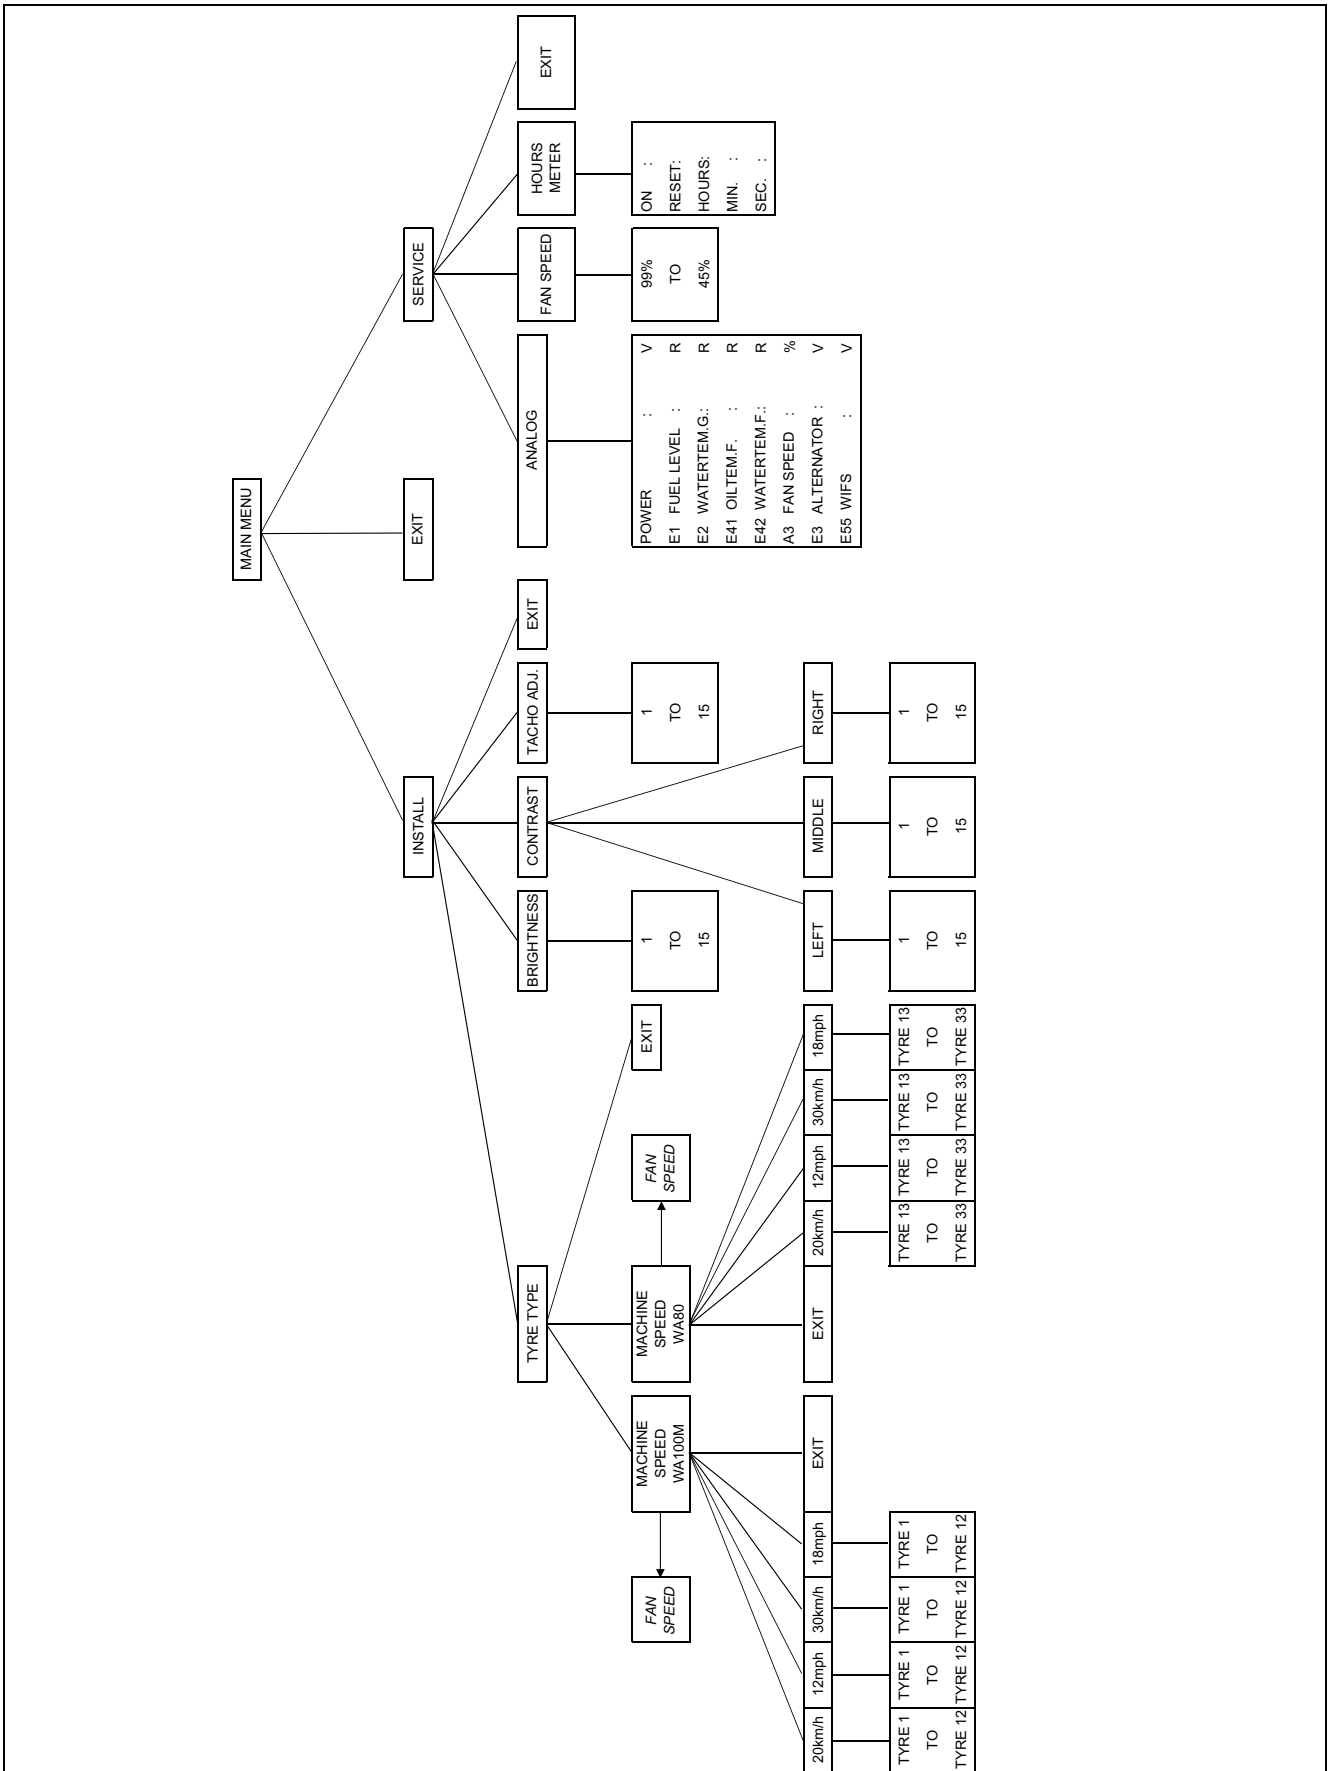 MAIN MENU
INSTALL
EXIT
SERVICE
TYRE TYPE
BRIGHTNESS
CONTRAST
TACHO ADJ.
EXIT
ANALOG
FAN SPEED
HOURS
METER
EXIT
FAN
SPEED
MACHINE
SPEED
WA100M
MACHINE
SPEED
WA80
FAN
SPEED
EXIT
1
TO
15
1
TO
15
POWER : V
E1 FUEL LEVEL : R
E2 WATERTEM.G.: R
E41 OILTEM.F. : R
E42 WATERTEM.F.: R
A3 FAN SPEED : %
E3 ALTERNATOR : V
E55 WIFS : V
99%
TO
45%
ON :
RESET:
HOURS:
MIN. :
SEC. :
20km/h
12mph
30km/h
18mph
EXIT
EXIT
20km/h
12mph
30km/h
18mph
LEFT
MIDDLE
RIGHT
TYRE 1
TO
TYRE 12
TYRE 1
TO
TYRE 12
TYRE 1
TO
TYRE 12
TYRE 1
TO
TYRE 12
TYRE 13
TO
TYRE 33
TYRE 13
TO
TYRE 33
TYRE 13
TO
TYRE 33
TYRE 13
TO
TYRE 33
1
TO
15
1
TO
15
1
TO
15